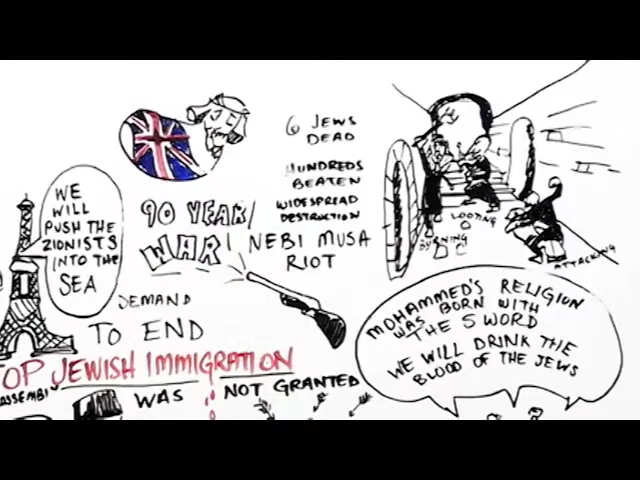 WE
WILL
PUSH THE
ZIONISTS
INTO THE
SEA
90 YEAR
WAR!
6 JEWS
DEAD
HUNDREDS
BEATEN
WIDESPREAD
DESTRUCTION
NEBI MUSA
RIOT
LOOTING
BURNING
ATTACKING
DEMAND
TO END
TOP JEWISH IMMIGRATION
WAS NOT GRANTED
MOHAMMED'S RELIGION
WAS BORN WITH
THE SWORD
WE WILL DRINK THE
BLOOD OF THE JEWS